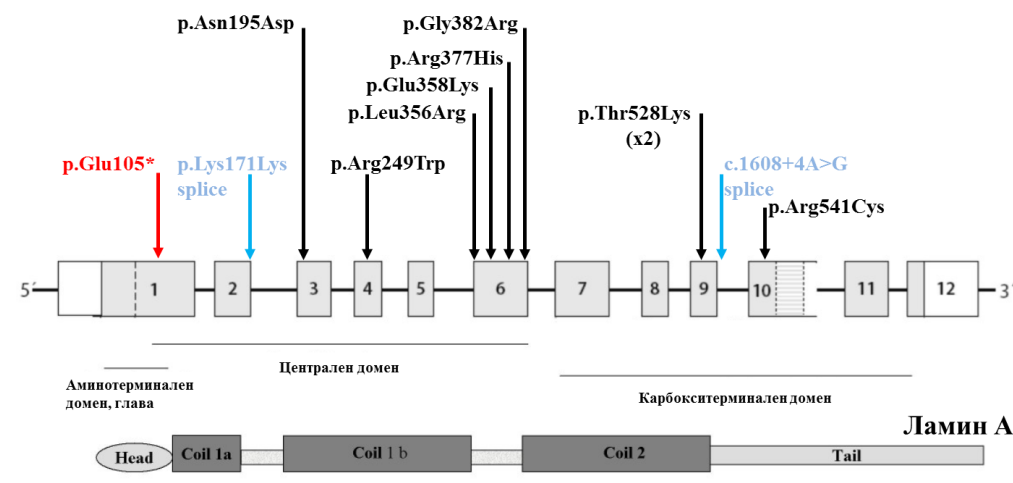 p.Asn195Asp
p.Gly382Arg
p.Arg377His
p.Glu358Lys
p.Leu356Arg
p.Thr528Lys
(x2)
p.Glu105*
p.Lys171Lys
splice
p.Arg249Trp
c.1608+4A>G
splice
p.Arg541Cys
5´ 1 2 3 4 5 6 7 8 9 10 11 12 3´
Централен домен
Аминотерминален
домен, глава
Карбокситерминален домен
Ламин А
Head Coil 1a Coil 1 b Coil 2 Tail